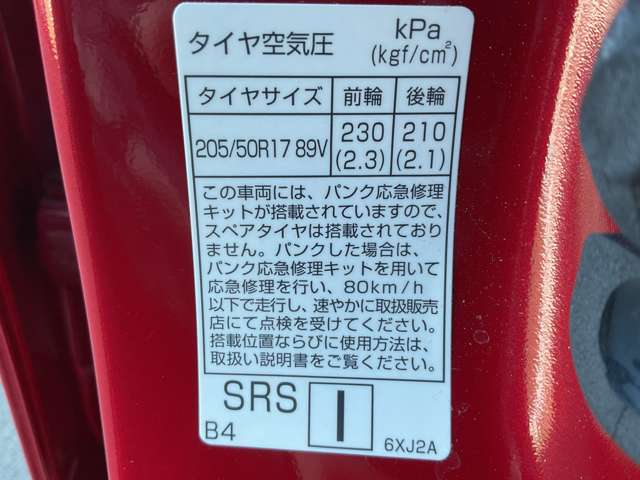 タイヤ空気圧 kPa (kgf/cm²)
タイヤサイズ 前輪 後輪
205/50R17 89V 230 (2.3) 210 (2.1)
この車両には、パンク応急修理
キットが搭載されていますので、
スペアタイヤは搭載されており
ません。パンクした場合は、
パンク応急修理キットを用いて
応急修理を行い、80km/h
以下で走行し、速やかに取扱販売
店にて点検を受けてください。
搭載位置ならびに使用方法は、
取扱い説明書をご覧ください。
SRS I
B4 6XJ2A